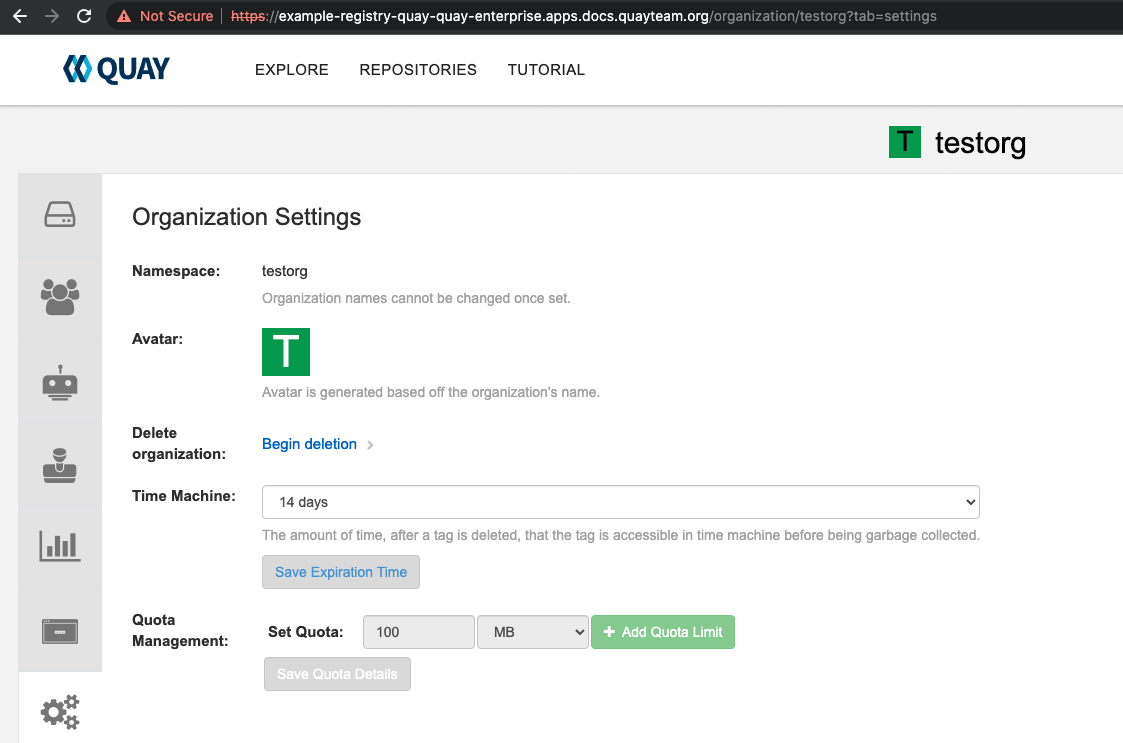 Not Secure | https://example-registry-quay-quay-enterprise.apps.docs.quayteam.org/organization/testorg?tab=settings
QUAY EXPLORE REPOSITORIES TUTORIAL
T testorg
Organization Settings
Namespace: testorg
Organization names cannot be changed once set.
Avatar: T
Avatar is generated based off the organization's name.
Delete
organization: Begin deletion
Time Machine: 14 days
The amount of time, after a tag is deleted, that the tag is accessible in time machine before being garbage collected.
Save Expiration Time
Quota
Management: Set Quota: 100 MB + Add Quota Limit
Save Quota Details